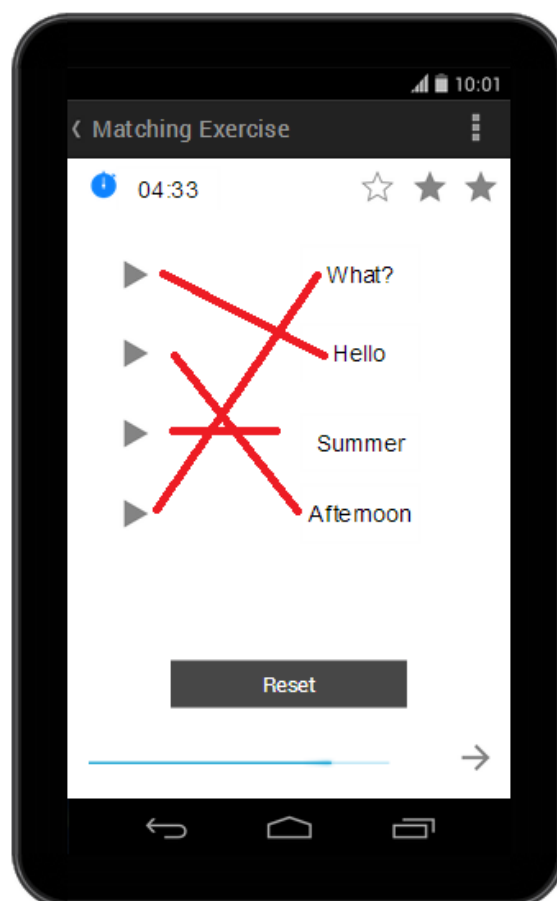 10:01
Matching Exercise
04:33
What?
Hello
Summer
Afternoon
Reset